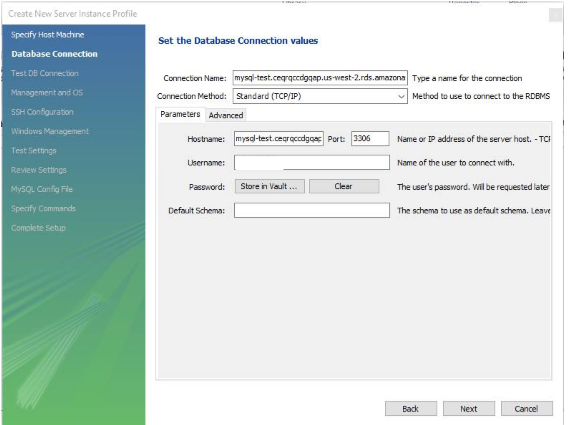 Create New Server Instance Profile
Specify Host Machine
Database Connection
Test DB Connection
Management and OS
SSH Configuration
Windows Management
Test Settings
Review Settings
MySQL Config File
Specify Commands
Complete Setup
Set the Database Connection values
Connection Name: mysql-test.ceqrqccdgqap.us-west-2.rds.amazona Type a name for the connection
Connection Method: Standard (TCP/IP) Method to use to connect to the RDBMS
Parameters Advanced
Hostname: mysql-test.ceqrqccdgqap Port: 3306 Name or IP address of the server host. - TCP
Username: Name of the user to connect with.
Password: Store in Vault ... Clear The user's password. Will be requested later
Default Schema: The schema to use as default schema. Leave
Back Next Cancel